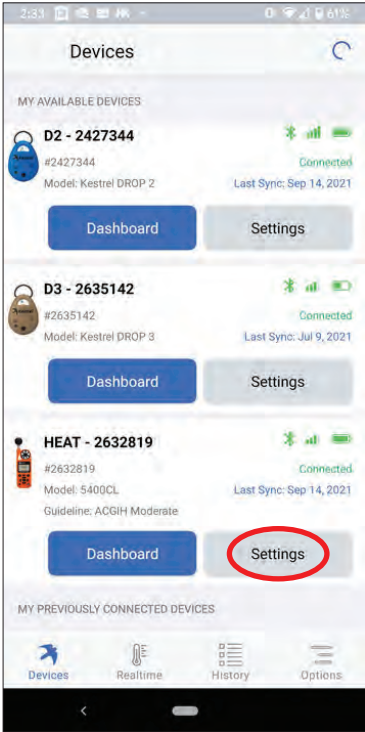 2:33 61%
Devices
MY AVAILABLE DEVICES
D2 - 2427344
#2427344 Connected
Model: Kestrel DROP 2 Last Sync: Sep 14, 2021
Dashboard Settings
D3 - 2635142
#2635142 Connected
Model: Kestrel DROP 3 Last Sync: Jul 9, 2021
Dashboard Settings
HEAT - 2632819
#2632819 Connected
Model: 5400CL Last Sync: Sep 14, 2021
Guideline: ACGIH Moderate
Dashboard Settings
MY PREVIOUSLY CONNECTED DEVICES
Devices Realtime History Options